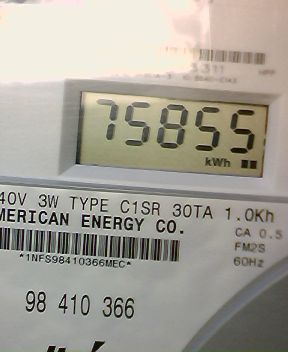 75855
kWh
40V 3W TYPE C1SR 30TA 1.0Kh
MERICAN ENERGY CO.
CA 0.5
FM2S
60Hz
*1NFS98410366MEC*
98 410 366